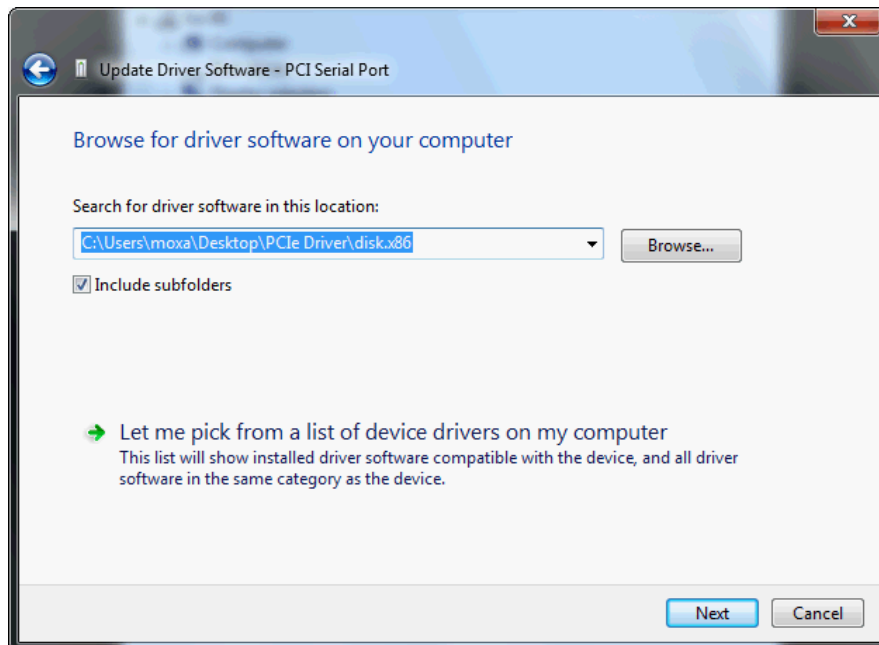 Computer
Update Driver Software - PCI Serial Port
Browse for driver software on your computer
Search for driver software in this location:
C:\Users\moxa\Desktop\PCIe Driver\disk.x86
Browse...
Include subfolders
Let me pick from a list of device drivers on my computer
This list will show installed driver software compatible with the device, and all driver
software in the same category as the device.
Next
Cancel